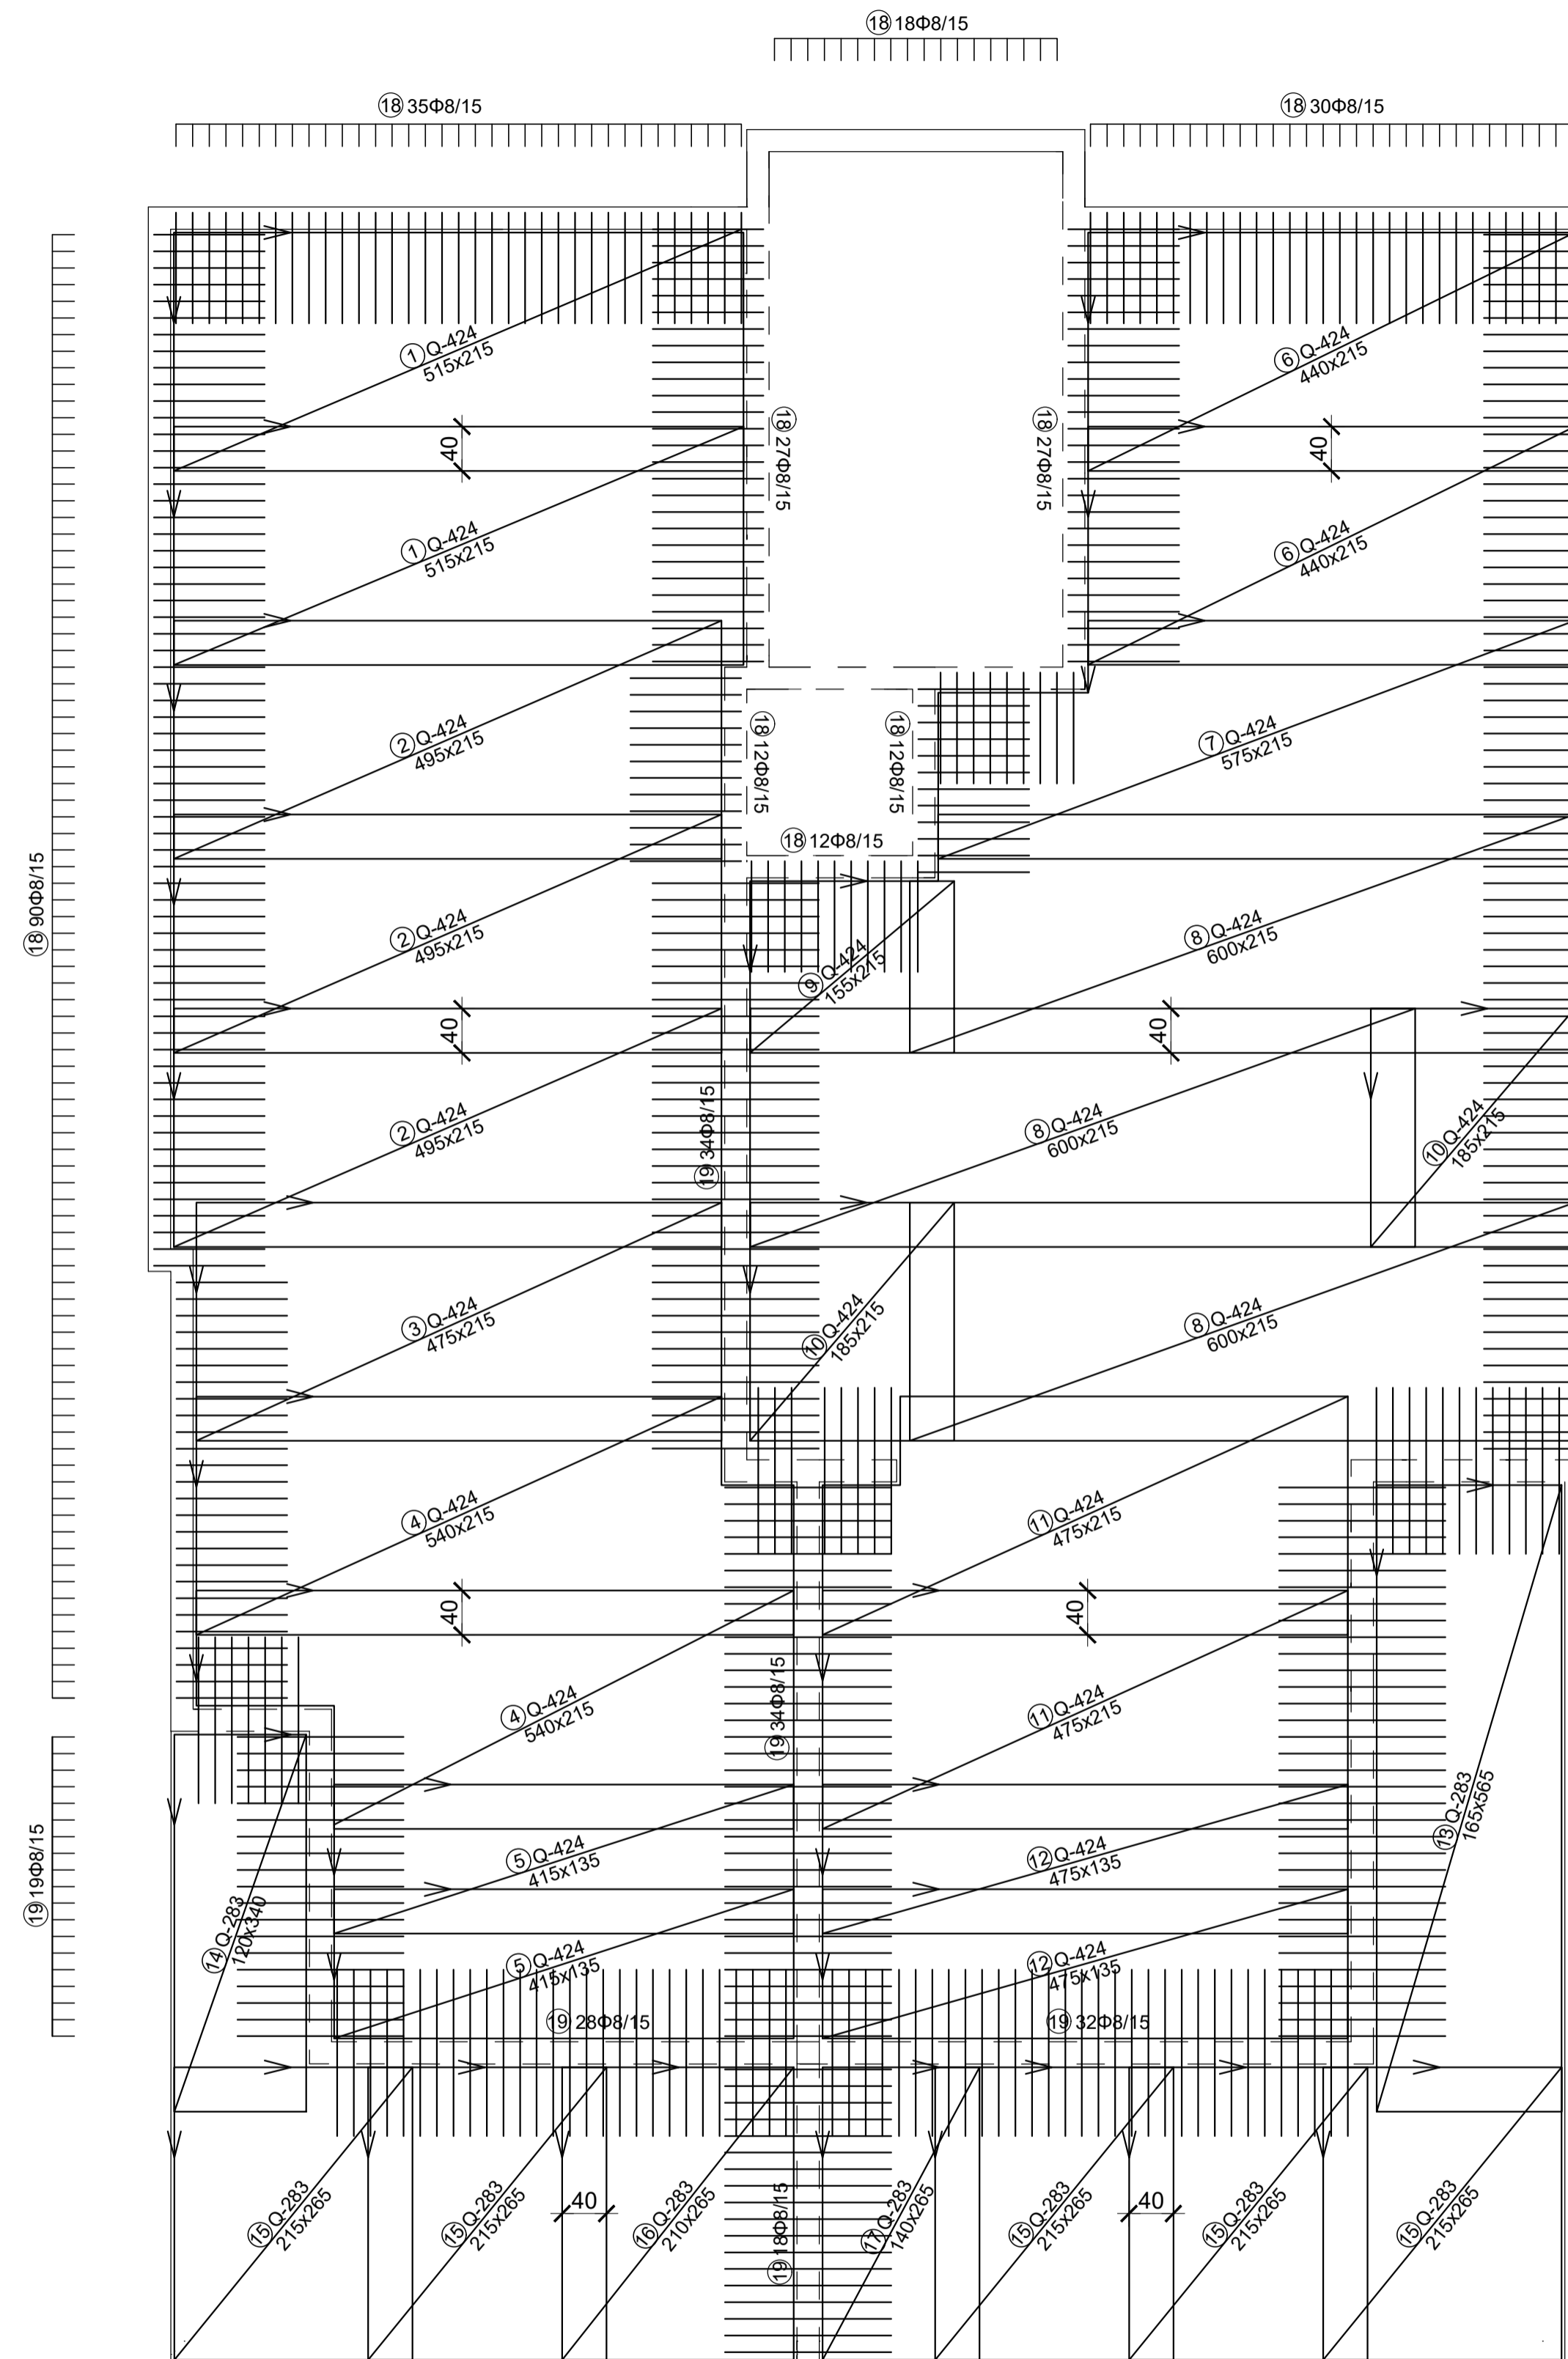 18 18Φ8/15
18 35Φ8/15
18 30Φ8/15
1 Q-424
515x215
6 Q-424
440x215
40
18 27Φ8/15
18 27Φ8/15
40
1 Q-424
515x215
6 Q-424
440x215
2 Q-424
495x215
18 12Φ8/15
18 12Φ8/15
7 Q-424
575x215
18 12Φ8/15
18 90Φ8/15
2 Q-424
495x215
9 Q-424
155x215
8 Q-424
600x215
40
40
2 Q-424
495x215
19 34Φ8/15
8 Q-424
600x215
10 Q-424
185x215
3 Q-424
475x215
10 Q-424
185x215
8 Q-424
600x215
4 Q-424
540x215
11 Q-424
475x215
40
40
4 Q-424
540x215
19 34Φ8/15
11 Q-424
475x215
13 Q-283
165x565
19 19Φ8/15
5 Q-424
415x135
12 Q-424
475x135
14 Q-283
120x340
5 Q-424
415x135
12 Q-424
475x135
19 28Φ8/15
19 32Φ8/15
15 Q-283
215x265
15 Q-283
215x265
40
16 Q-283
210x265
19 18Φ8/15
17 Q-283
140x265
15 Q-283
215x265
40
15 Q-283
215x265
15 Q-283
215x265